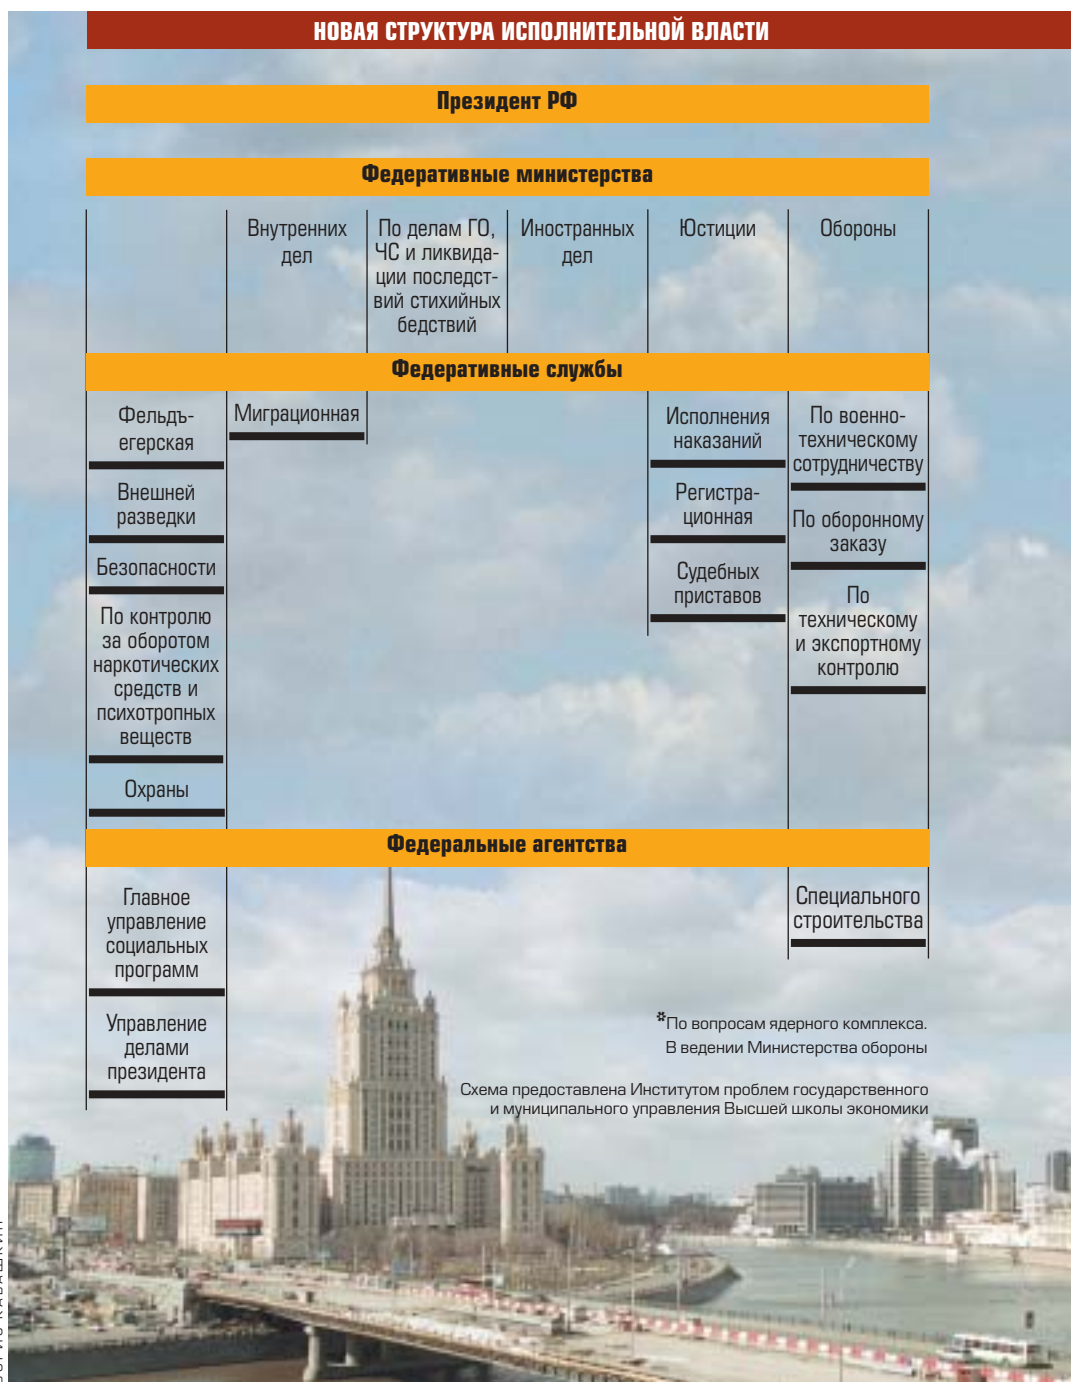 НОВАЯ СТРУКТУРА ИСПОЛНИТЕЛЬНОЙ ВЛАСТИ
Президент РФ
Федеративные министерства
Внутренних
дел
По делам ГО,
ЧС и ликвида-
ции последст-
вий стихийных
бедствий
Иностранных
дел
Юстиции
Обороны
Федеративные службы
Фельдъ-
егерская
Внешней
разведки
Безопасности
По контролю
за оборотом
наркотических
средств и
психотропных
веществ
Охраны
Миграционная
Исполнения
наказаний
Регистра-
ционная
Судебных
приставов
По военно-
техническому
сотрудничеству
По оборонному
заказу
По
техническому
и экспортному
контролю
Федеральные агентства
Главное
управление
социальных
программ
Управление
делами
президента
Специального
строительства
*По вопросам ядерного комплекса.
В ведении Министерства обороны
Схема предоставлена Институтом проблем государственного
и муниципального управления Высшей школы экономики